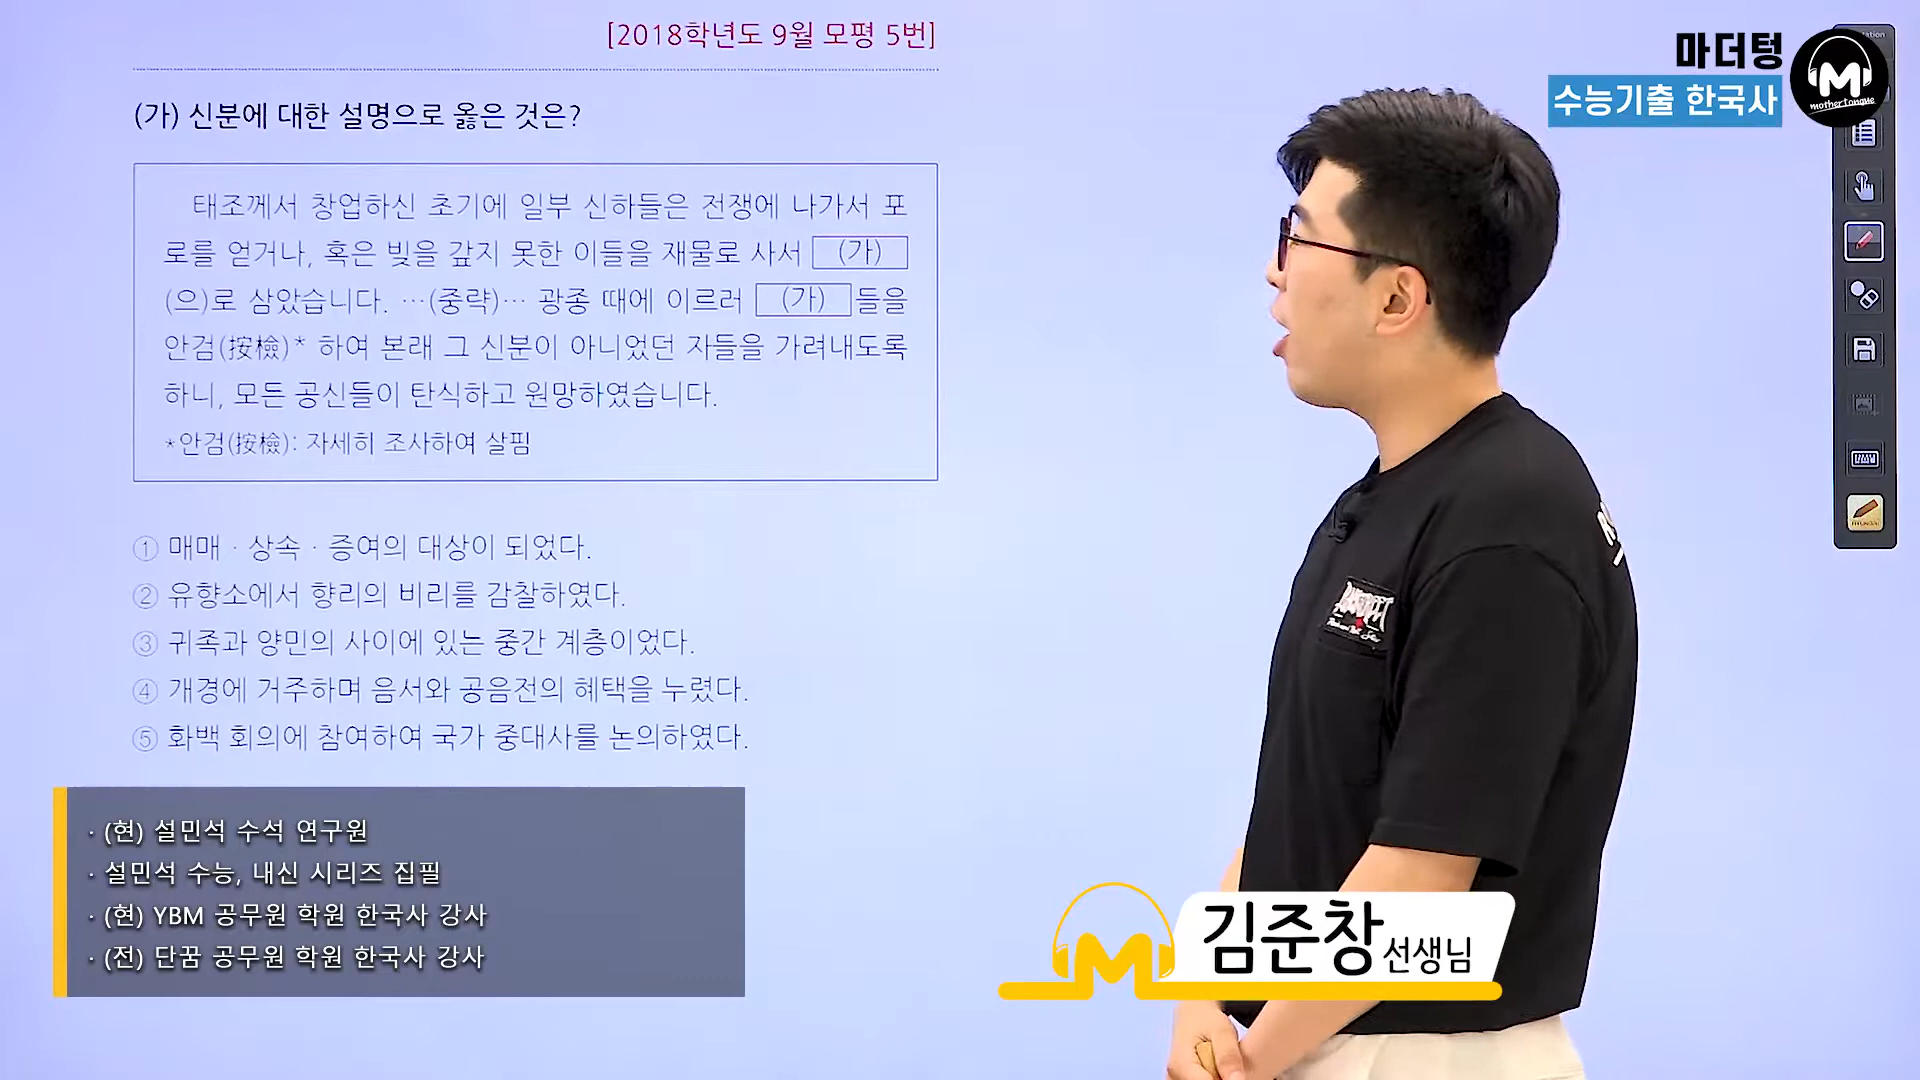 [2018학년도 9월 모평 5번]
(가) 신분에 대한 설명으로 옳은 것은?
태조께서 창업하신 초기에 일부 신하들은 전쟁에 나가서 포
로를 얻거나, 혹은 빚을 갚지 못한 이들을 재물로 사서 (가)
(으)로 삼았습니다. …(중략)… 광종 때에 이르러 (가) 들을
안검(按檢)* 하여 본래 그 신분이 아니었던 자들을 가려내도록
하니, 모든 공신들이 탄식하고 원망하였습니다.
*안검(按檢): 자세히 조사하여 살핌
① 매매 · 상속 · 증여의 대상이 되었다.
② 유향소에서 향리의 비리를 감찰하였다.
③ 귀족과 양민의 사이에 있는 중간 계층이었다.
④ 개경에 거주하며 음서와 공음전의 혜택을 누렸다.
⑤ 화백 회의에 참여하여 국가 중대사를 논의하였다.
· (현) 설민석 수석 연구원
· 설민석 수능, 내신 시리즈 집필
· (현) YBM 공무원 학원 한국사 강사
· (전) 단꿈 공무원 학원 한국사 강사
마더텅
수능기출 한국사
M
mothertongue
M
김준창 선생님